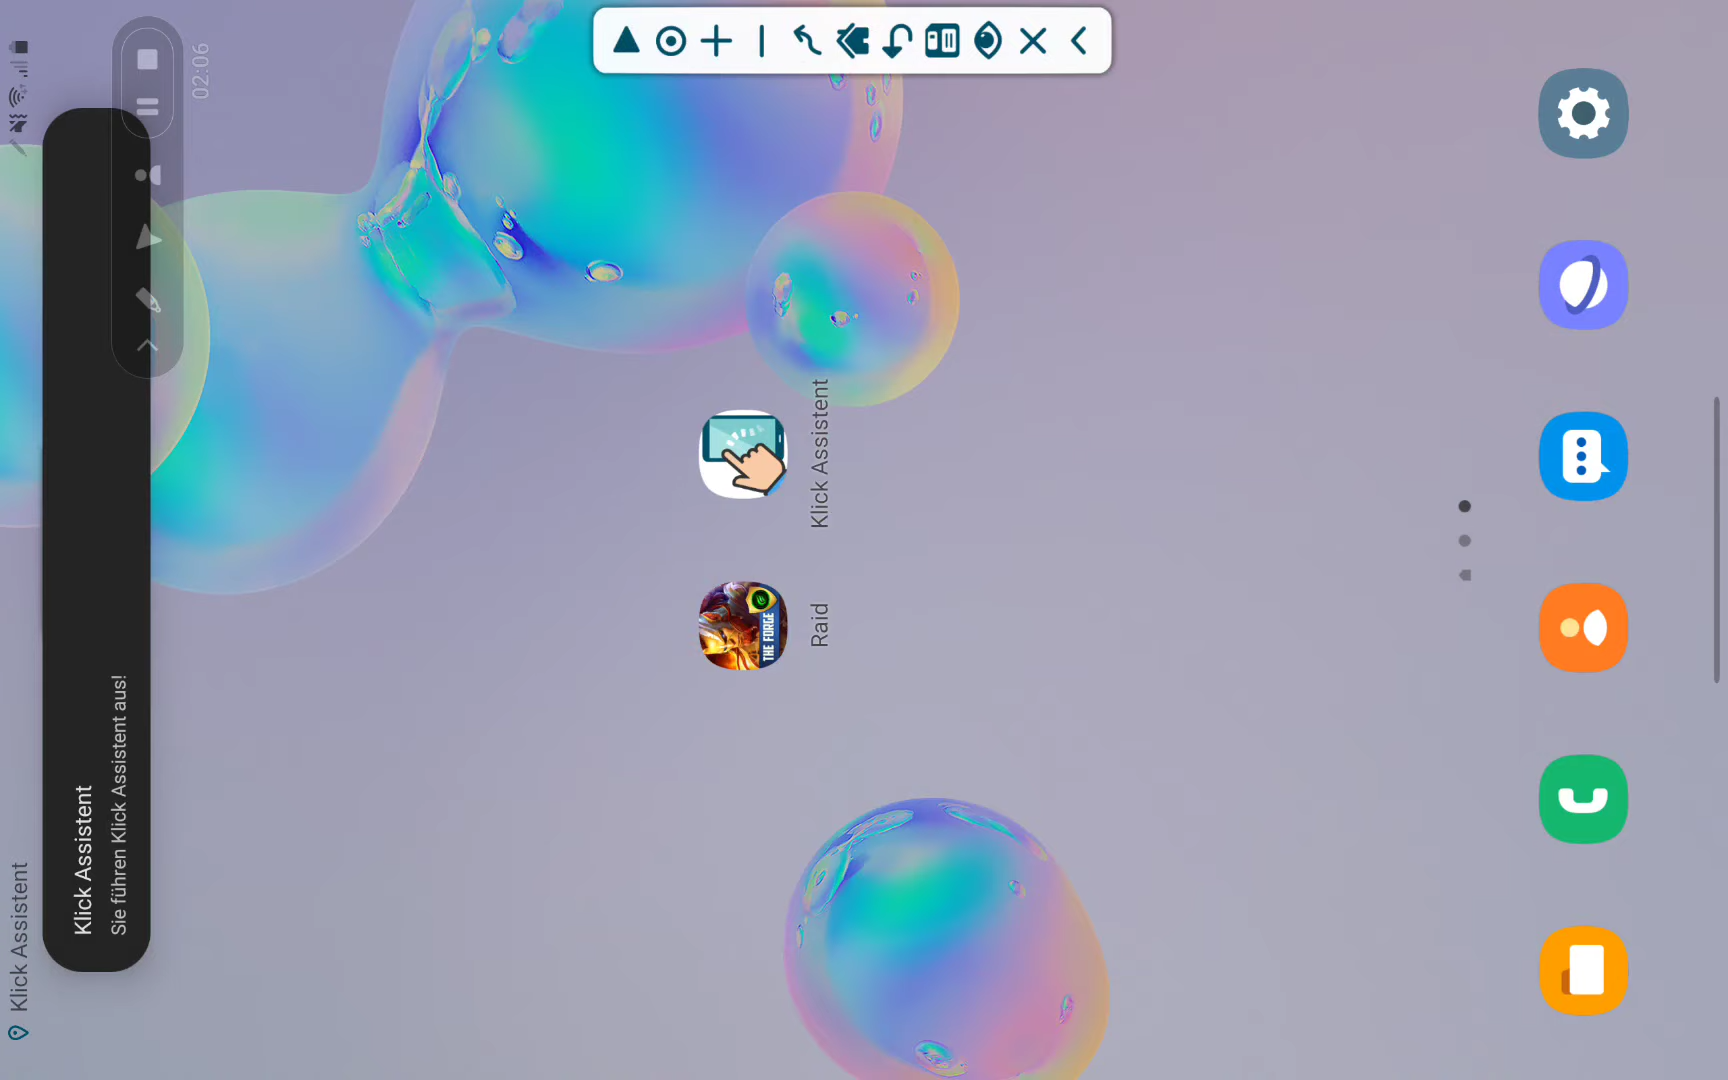 Klick Assistent
Klick Assistent
Sie führen Klick Assistent aus!
02:06
Klick Assistent
THE FORGE
Raid